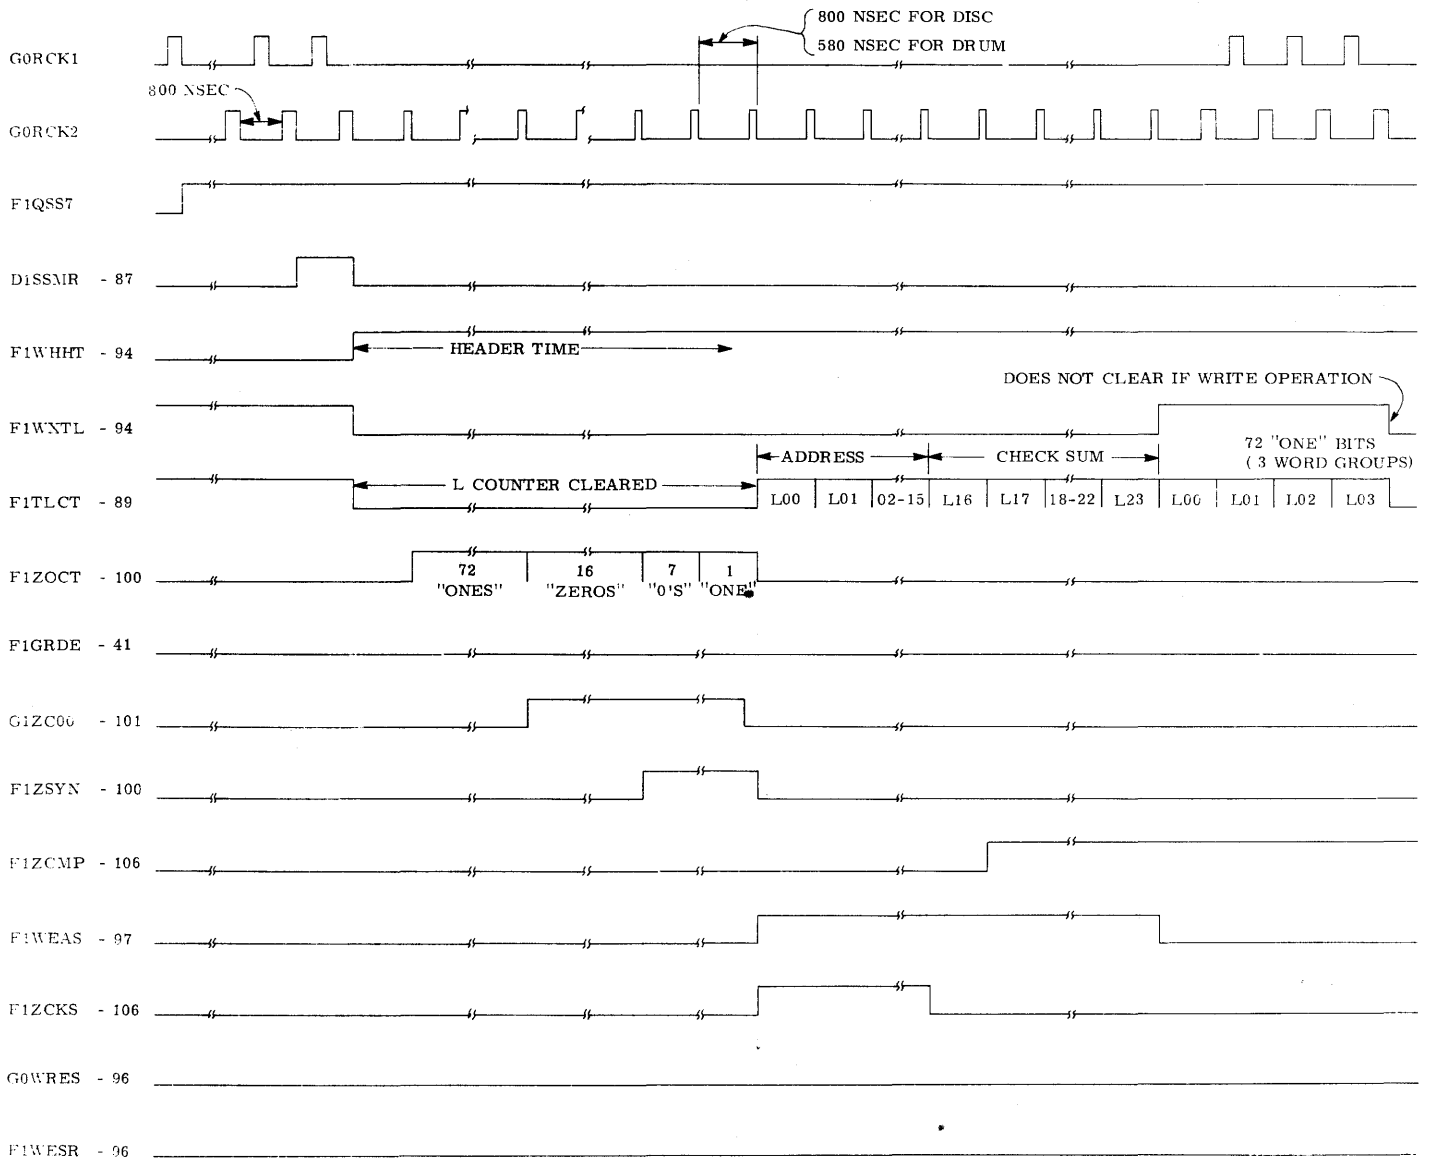 800 NSEC FOR DISC
580 NSEC FOR DRUM
G0RCK1
800 NSEC
G0RCK2
F1QSS7
D1SSMR - 87
F1WHHT - 94
HEADER TIME
DOES NOT CLEAR IF WRITE OPERATION
F1WXTL - 94
72 "ONE" BITS
( 3 WORD GROUPS)
ADDRESS
CHECK SUM
L COUNTER CLEARED
F1TLCT - 89
L00 L01 02-15 L16 L17 18-22 L23 L00 L01 L02 L03
F1ZOCT - 100
72 16 7 1
"ONES" "ZEROS" "0'S" "ONE"
F1GRDE - 41
G1ZC00 - 101
F1ZSYN - 100
F1ZCMP - 106
F1WEAS - 97
F1ZCKS - 106
G0WRES - 96
F1WESR - 96